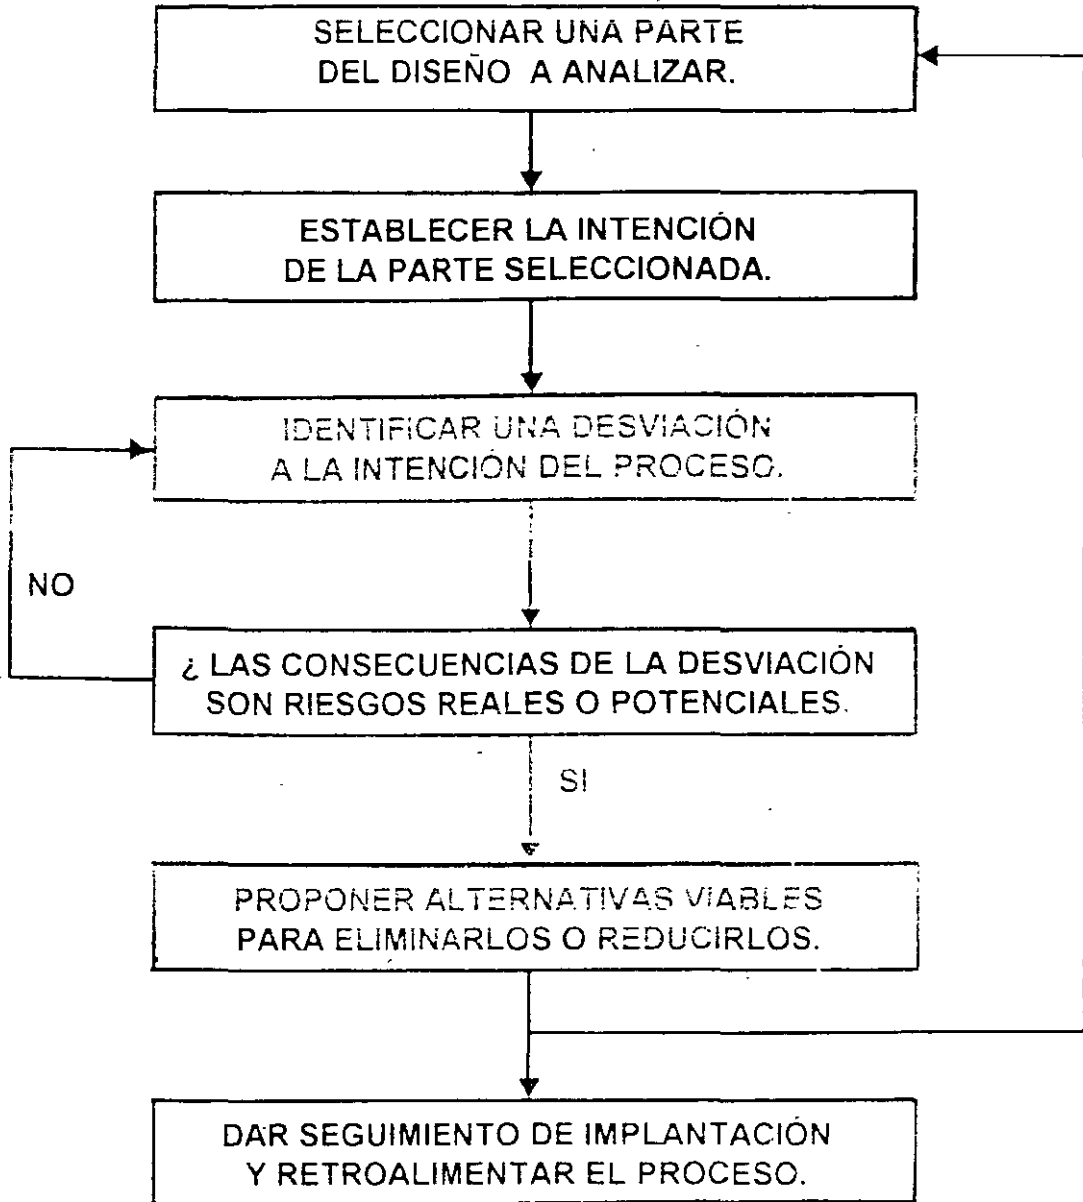 SELECCIONAR UNA PARTE
DEL DISEÑO A ANALIZAR.
ESTABLECER LA INTENCIÓN
DE LA PARTE SELECCIONADA.
IDENTIFICAR UNA DESVIACIÓN
A LA INTENCIÓN DEL PROCESO.
NO
¿ LAS CONSECUENCIAS DE LA DESVIACIÓN
SON RIESGOS REALES O POTENCIALES.
SI
PROPONER ALTERNATIVAS VIABLES
PARA ELIMINARLOS O REDUCIRLOS.
DAR SEGUIMIENTO DE IMPLANTACIÓN
Y RETROALIMENTAR EL PROCESO.